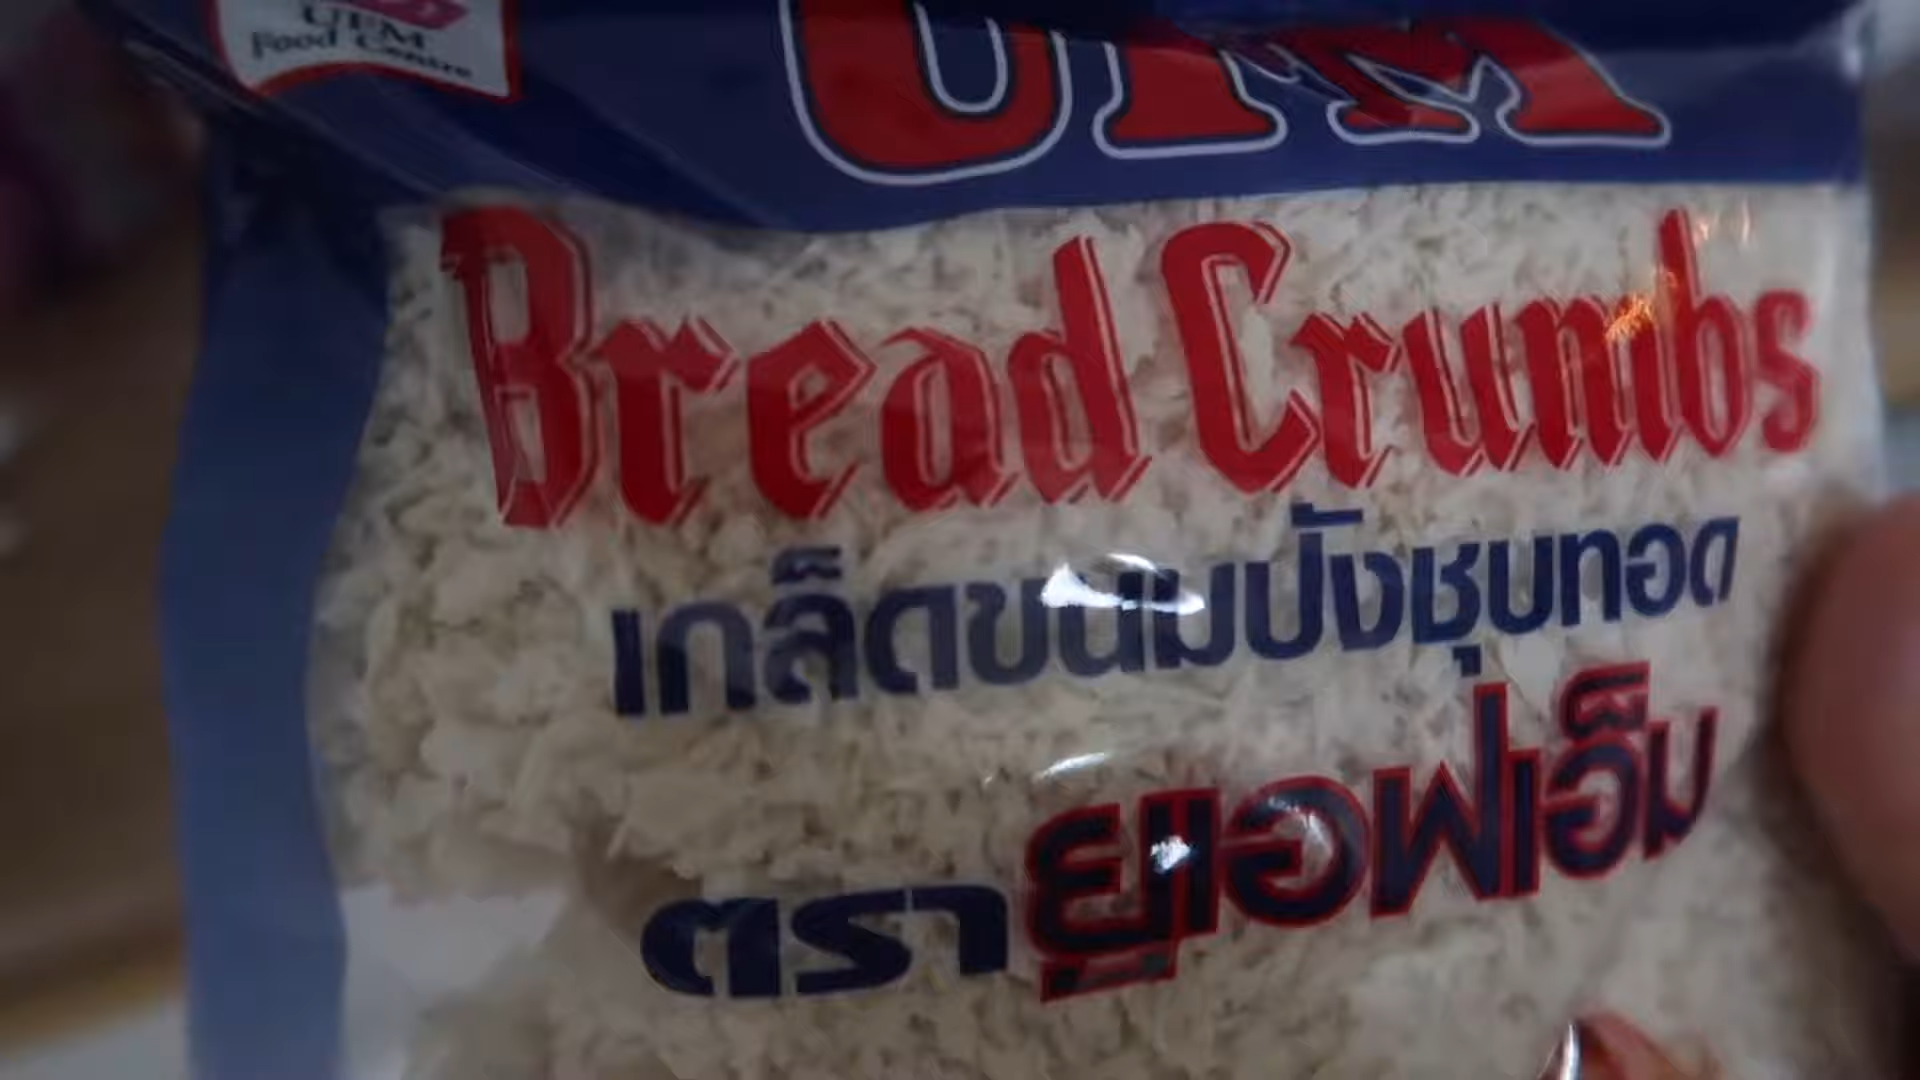 UFM
Food Centre
UFM
Bread Crumbs
เกล็ดขนมปังชุบทอด
ตรา ยูเอฟเอ็ม